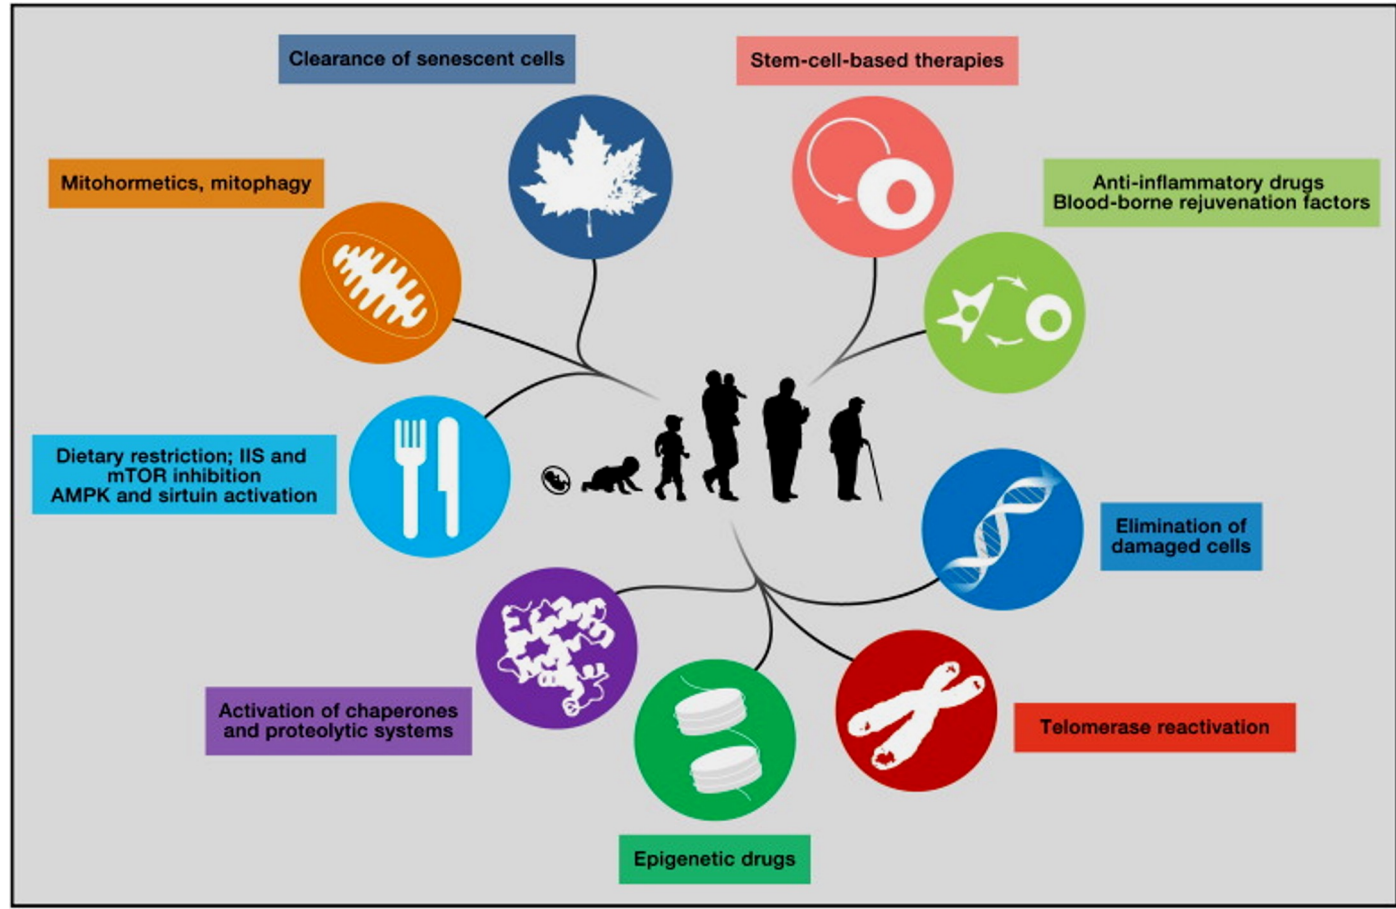 Clearance of senescent cells
Stem-cell-based therapies
Mitohormetics, mitophagy
Anti-inflammatory drugs
Blood-borne rejuvenation factors
Dietary restriction; IIS and
mTOR inhibition
AMPK and sirtuin activation
Elimination of
damaged cells
Activation of chaperones
and proteolytic systems
Telomerase reactivation
Epigenetic drugs